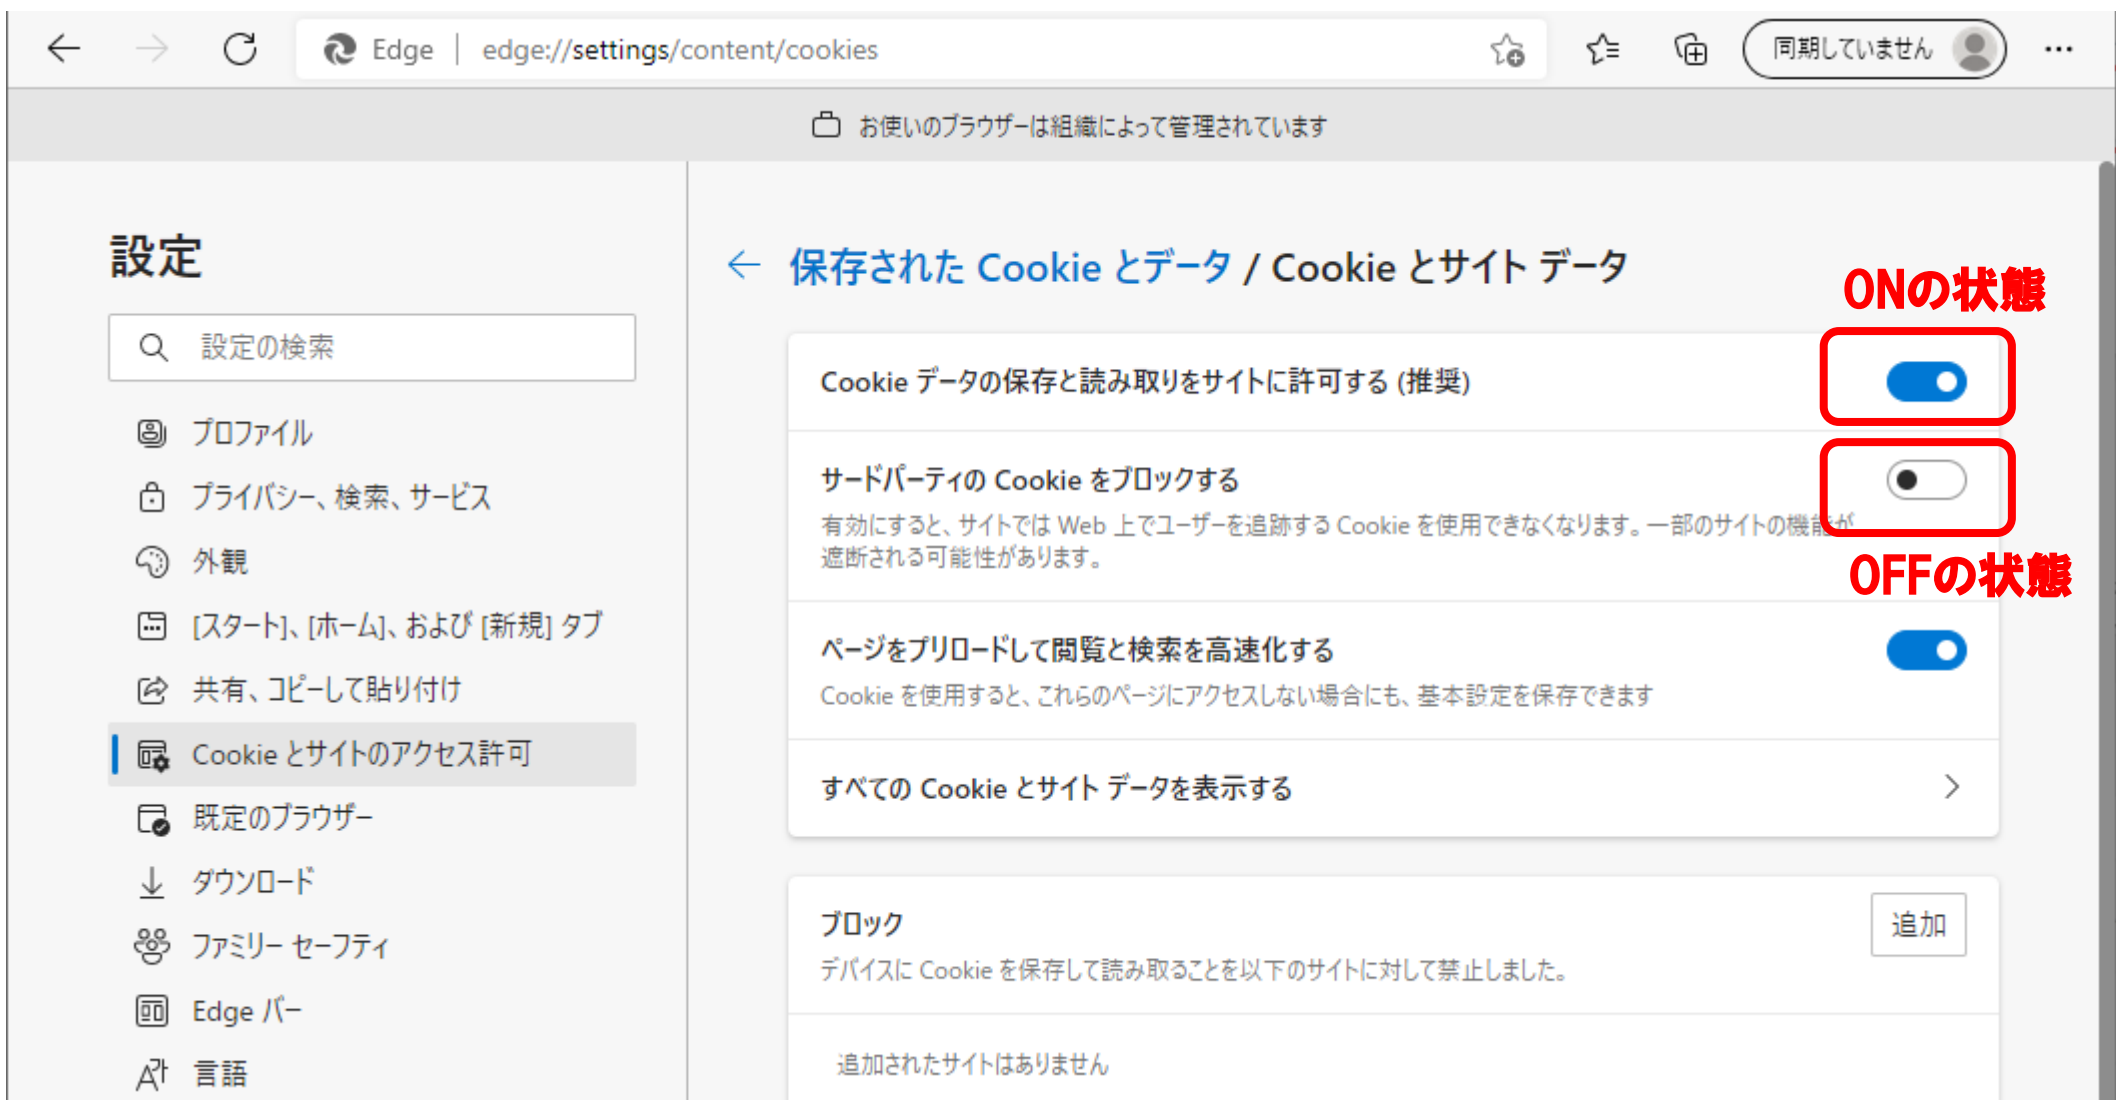 Edge | edge://settings/content/cookies
同期していません
お使いのブラウザーは組織によって管理されています
設定
設定の検索
プロファイル
プライバシー、検索、サービス
外観
[スタート]、[ホーム]、および [新規] タブ
共有、コピーして貼り付け
Cookie とサイトのアクセス許可
既定のブラウザー
ダウンロード
ファミリー セーフティ
Edge バー
言語
保存された Cookie とデータ / Cookie とサイト データ
ONの状態
Cookie データの保存と読み取りをサイトに許可する (推奨)
サードパーティの Cookie をブロックする
有効にすると、サイトでは Web 上でユーザーを追跡する Cookie を使用できなくなります。一部のサイトの機能が
遮断される可能性があります。
OFFの状態
ページをプリロードして閲覧と検索を高速化する
Cookie を使用すると、これらのページにアクセスしない場合にも、基本設定を保存できます
すべての Cookie とサイト データを表示する
ブロック
追加
デバイスに Cookie を保存して読み取ることを以下のサイトに対して禁止しました。
追加されたサイトはありません